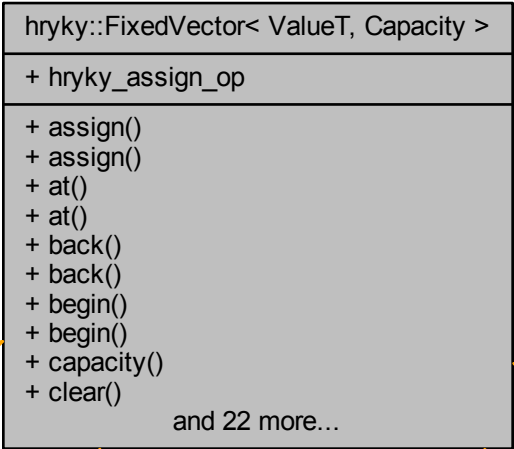 hryky::FixedVector< ValueT, Capacity >
+ hryky_assign_op
+ assign()
+ assign()
+ at()
+ at()
+ back()
+ back()
+ begin()
+ begin()
+ capacity()
+ clear()
and 22 more...